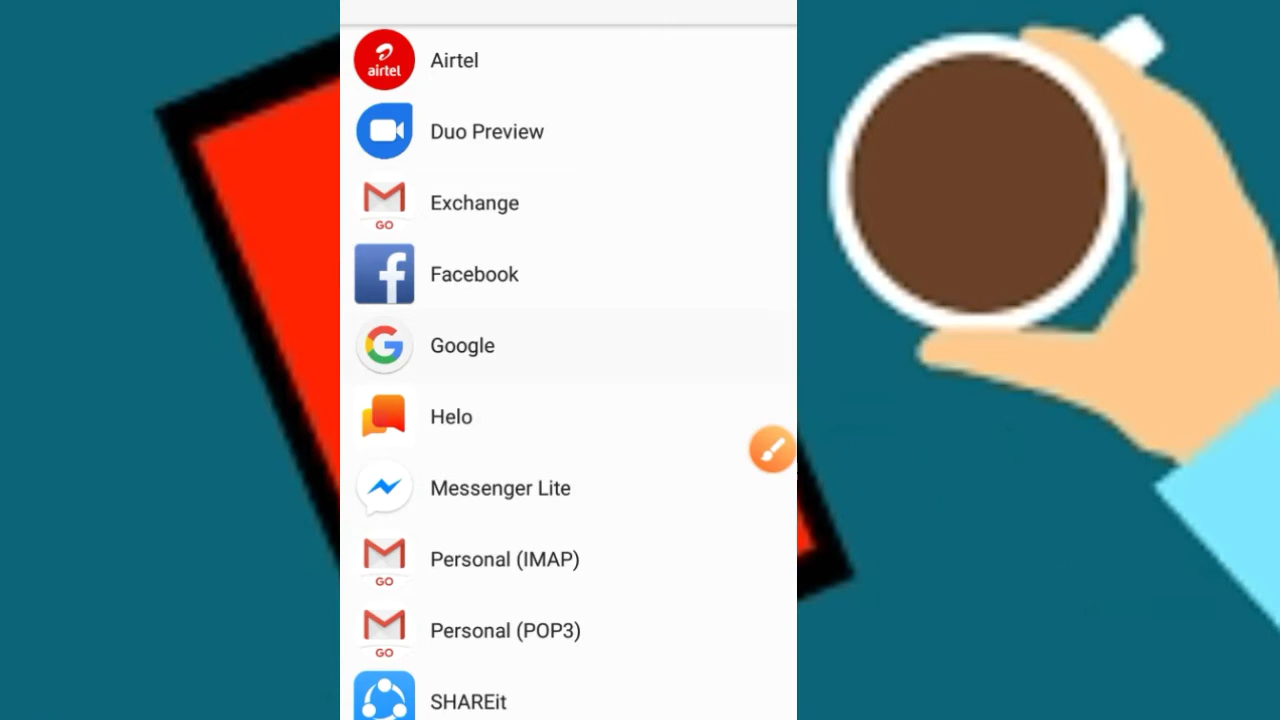 airtel
Airtel
Duo Preview
GO
Exchange
Facebook
Google
Helo
Messenger Lite
GO
Personal (IMAP)
GO
Personal (POP3)
SHAREit